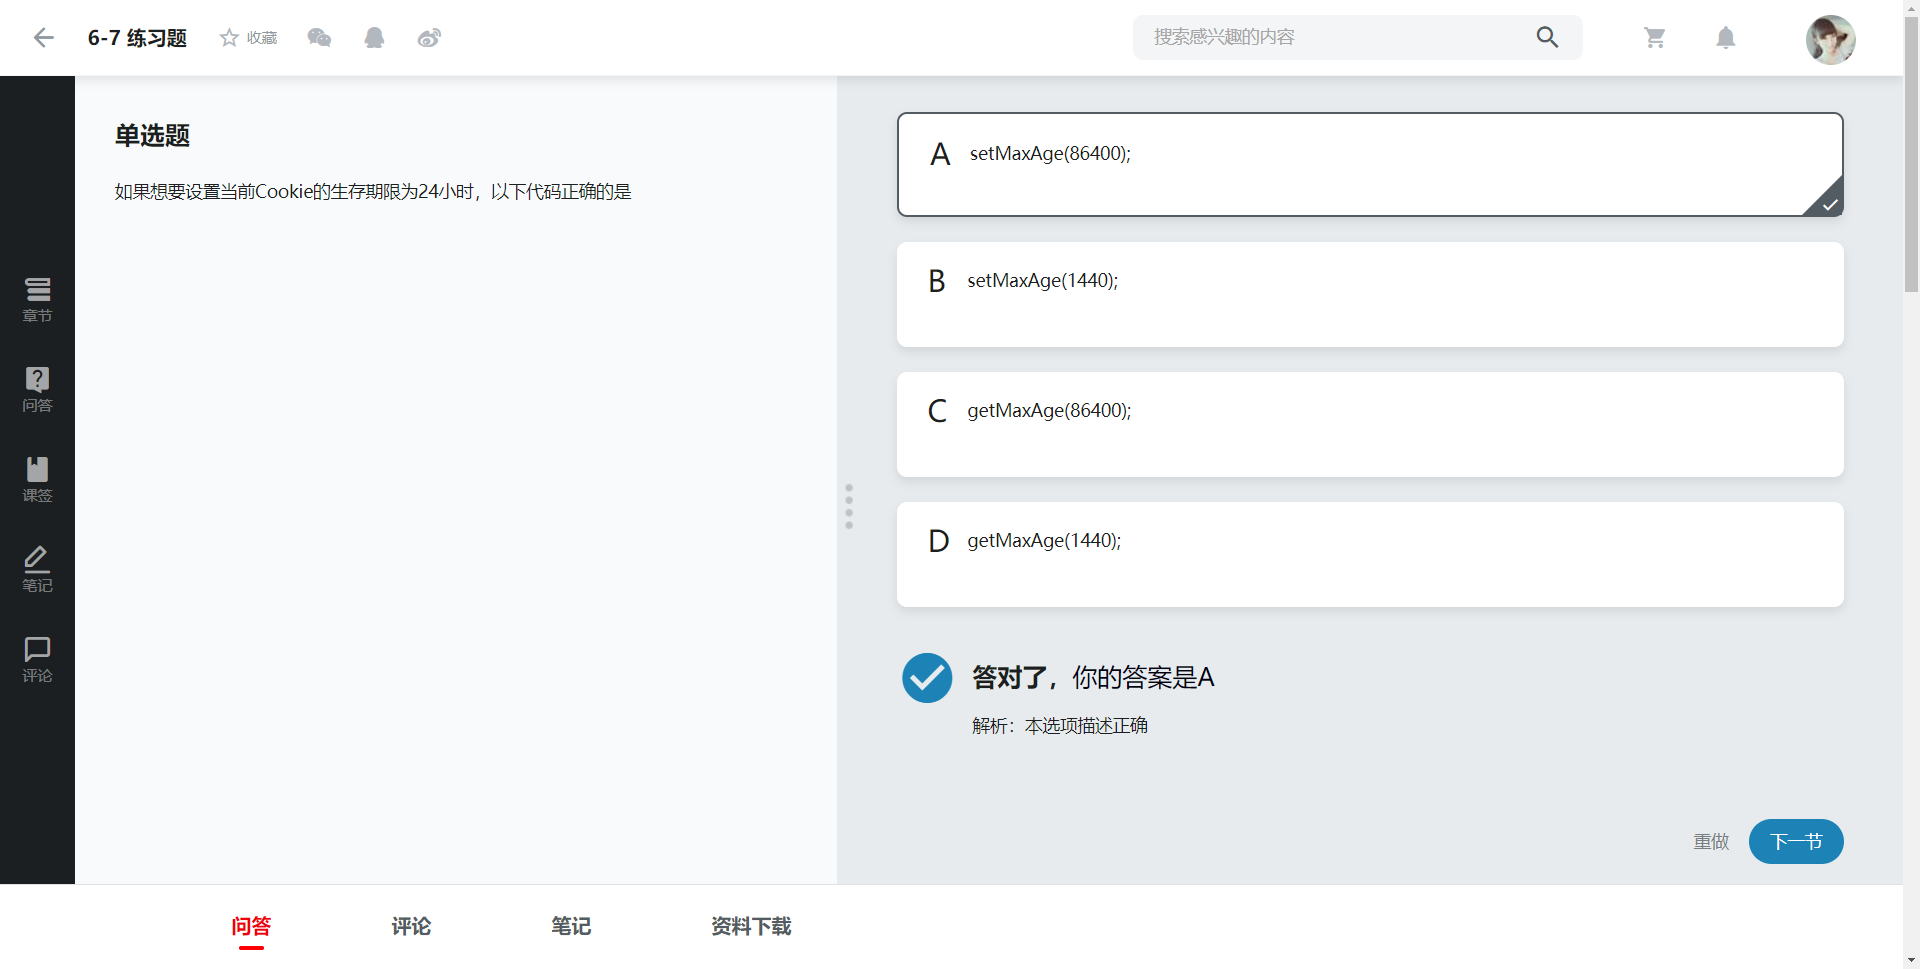 6-7 练习题
收藏
搜索感兴趣的内容
章节
问答
课签
笔记
评论
单选题
如果想要设置当前Cookie的生存期限为24小时，以下代码正确的是
A setMaxAge(86400);
B setMaxAge(1440);
C getMaxAge(86400);
D getMaxAge(1440);
答对了，你的答案是A
解析：本选项描述正确
重做
下一节
问答
评论
笔记
资料下载